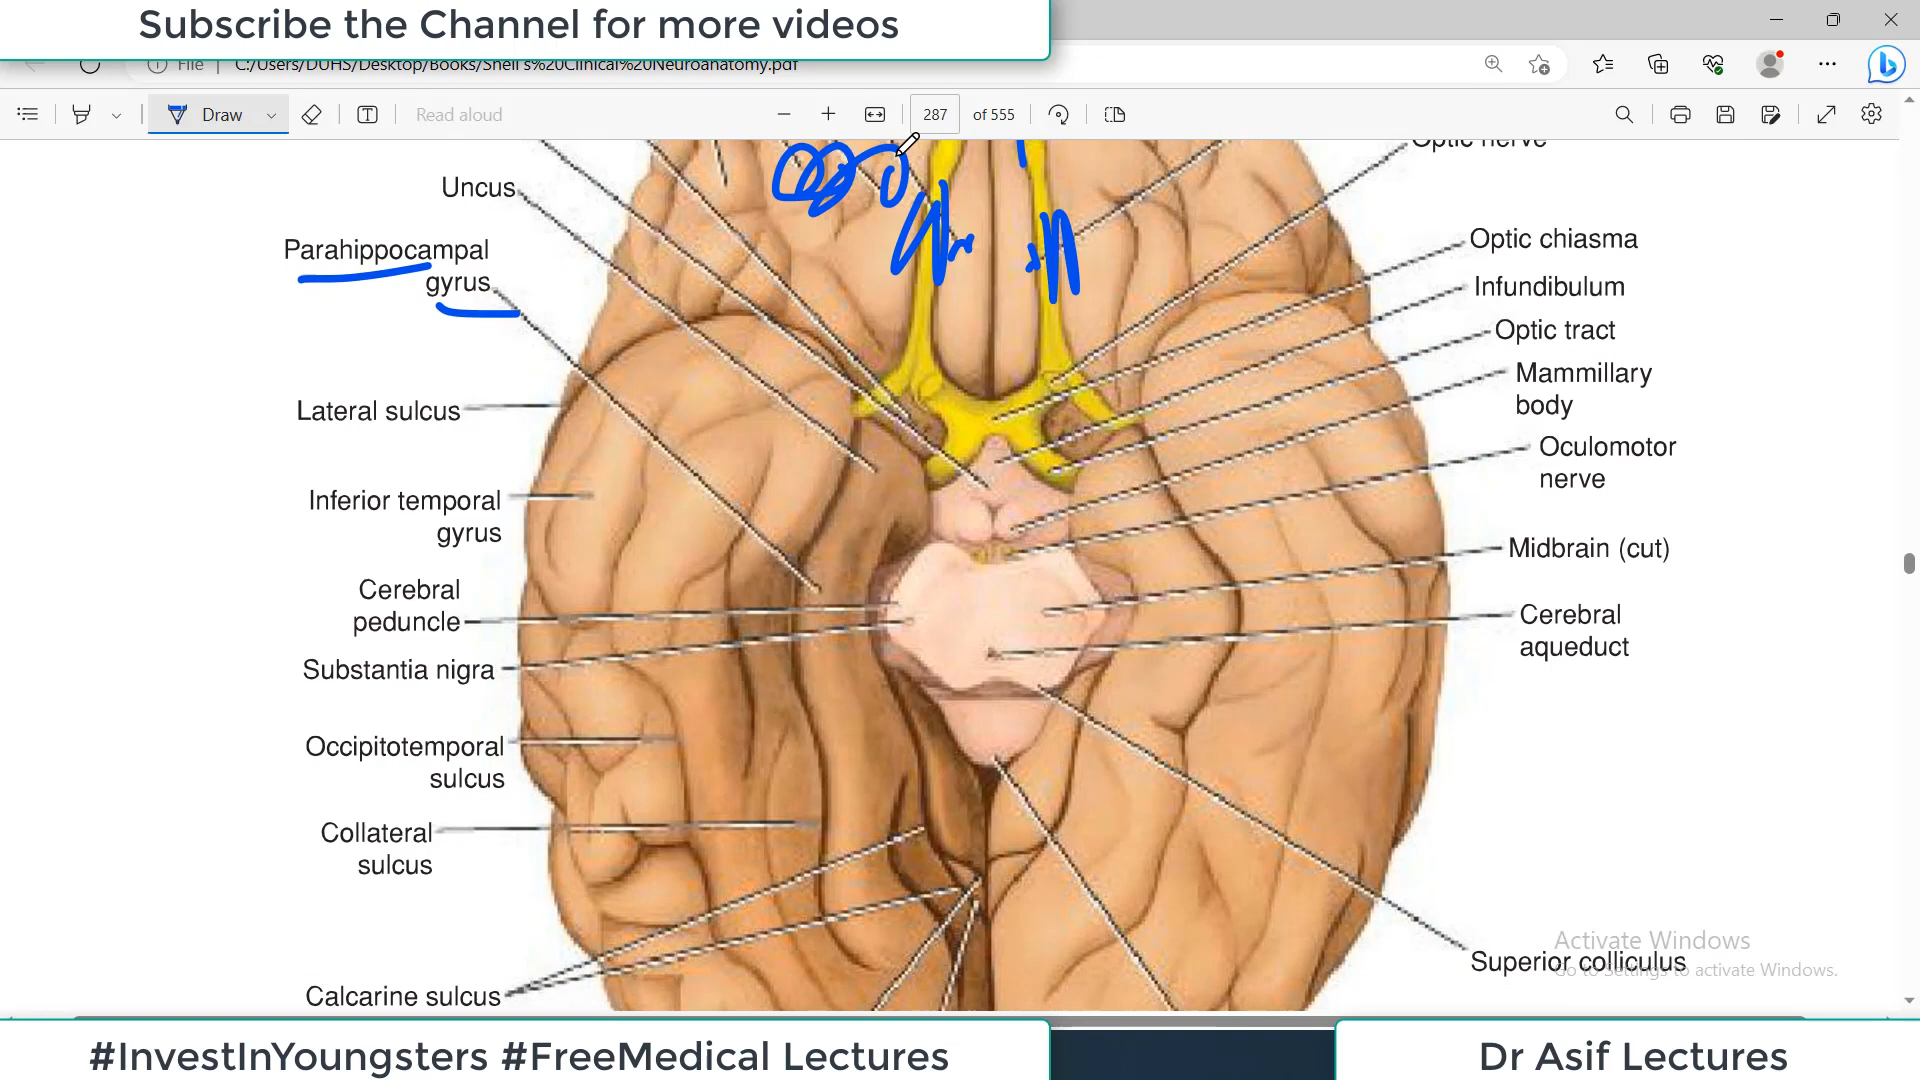 Subscribe the Channel for more videos
File
C:/Users/DUHS/Desktop/Books/Snell's%20Clinical%20Neuroanatomy.pdf
Draw
Read aloud
287 of 555
Optic nerve
Uncus
Parahippocampal
gyrus
Lateral sulcus
Inferior temporal
gyrus
Cerebral
peduncle
Substantia nigra
Occipitotemporal
sulcus
Collateral
sulcus
Calcarine sulcus
Optic chiasma
Infundibulum
Optic tract
Mammillary
body
Oculomotor
nerve
Midbrain (cut)
Cerebral
aqueduct
Superior colliculus
Activate Windows
Go to Settings to activate Windows.
#InvestInYoungsters #FreeMedical Lectures
Dr Asif Lectures